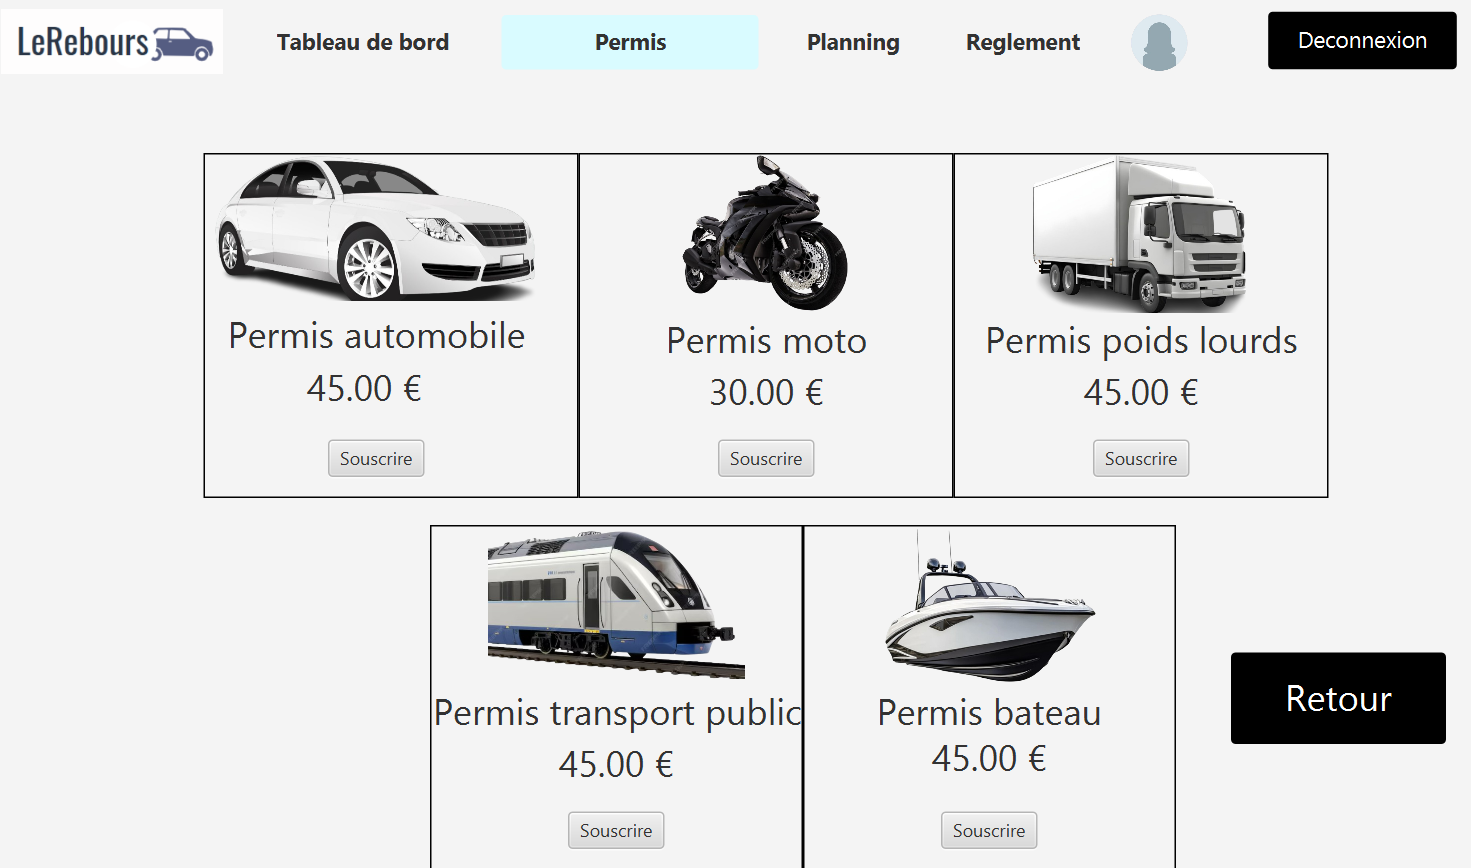 LeRebours
Tableau de bord
Permis
Planning
Reglement
Deconnexion
Permis automobile
45.00 €
Souscrire
Permis moto
30.00 €
Souscrire
Permis poids lourds
45.00 €
Souscrire
Permis transport public
45.00 €
Souscrire
Permis bateau
45.00 €
Souscrire
Retour